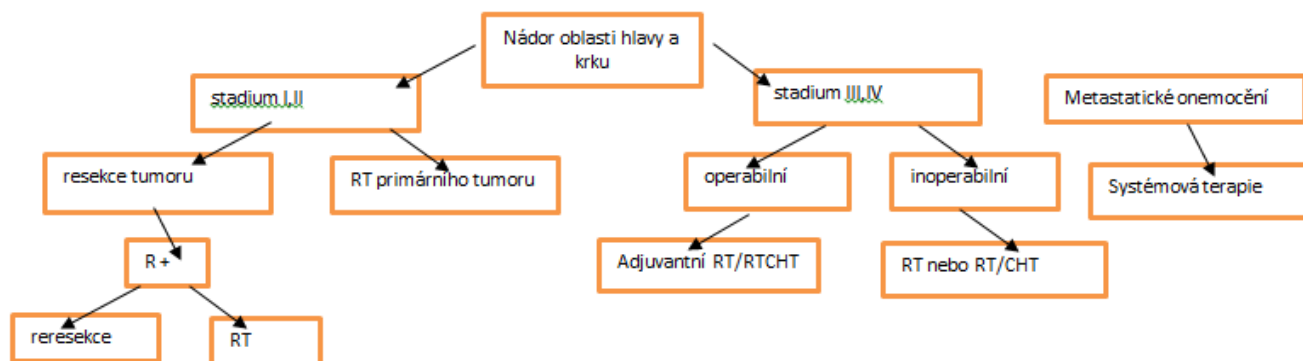 Nádor oblasti hlavy a
krku
stadium I,II
stadium III,IV
Metastatické onemocění
resekce tumoru
RT primárního tumoru
operabilní
inoperabilní
Systémová terapie
R +
Adjuvantní RT/RTCHT
RT nebo RT/CHT
reresekce
RT